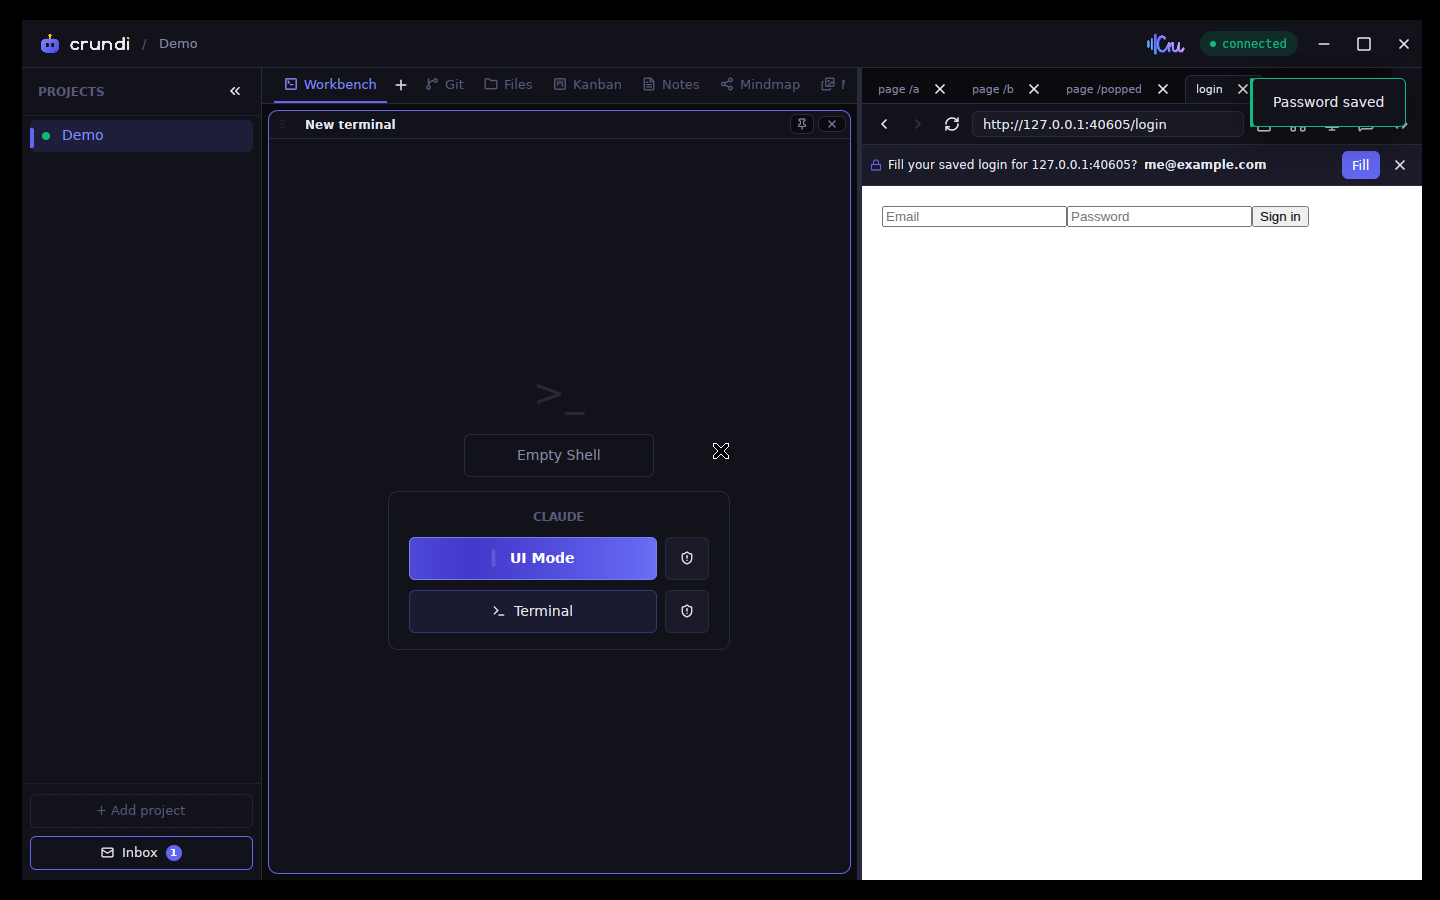 crundi / Demo
Cru
connected
PROJECTS
Workbench
Git
Files
Kanban
Notes
Mindmap
page /a
page /b
page /popped
login
Password saved
Demo
New terminal
http://127.0.0.1:40605/login
Fill your saved login for 127.0.0.1:40605? me@example.com
Fill
Email
Password
Sign in
>_
Empty Shell
CLAUDE
UI Mode
Terminal
+ Add project
Inbox 1